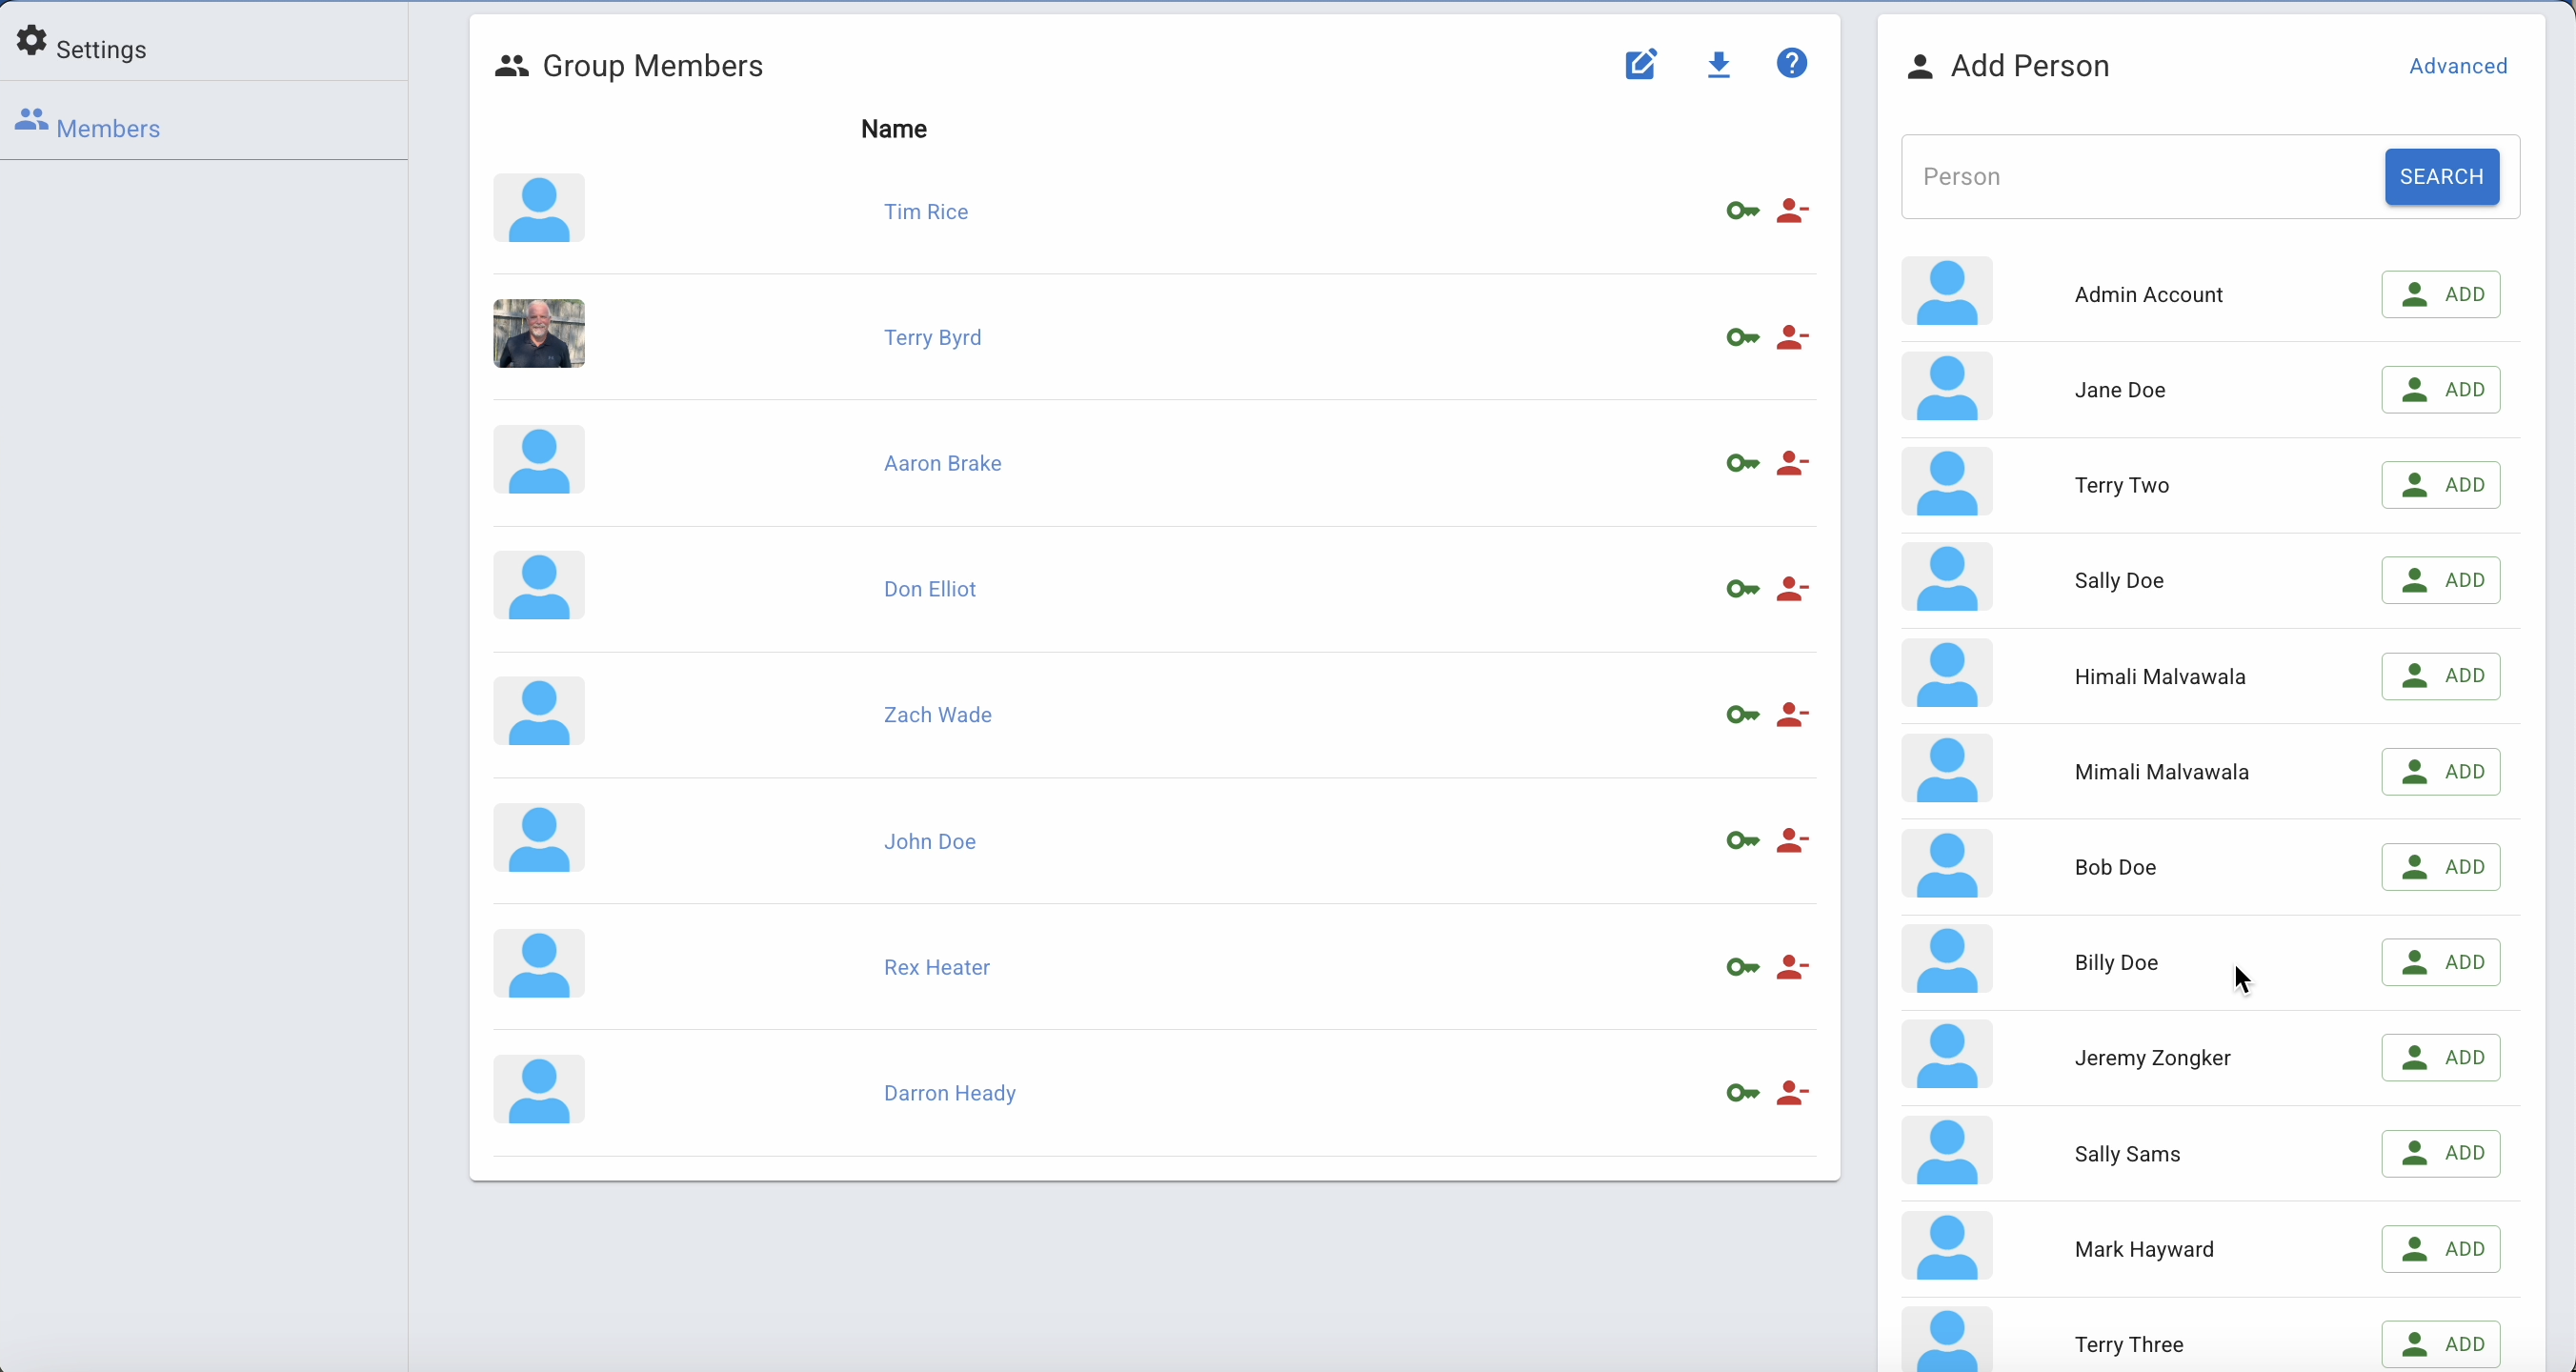 Settings
Members
Group Members
Name
Tim Rice
Terry Byrd
Aaron Brake
Don Elliot
Zach Wade
John Doe
Rex Heater
Darron Heady
Add Person
Advanced
Person
SEARCH
Admin Account ADD
Jane Doe ADD
Terry Two ADD
Sally Doe ADD
Himali Malvawala ADD
Mimali Malvawala ADD
Bob Doe ADD
Billy Doe ADD
Jeremy Zongker ADD
Sally Sams ADD
Mark Hayward ADD
Terry Three ADD